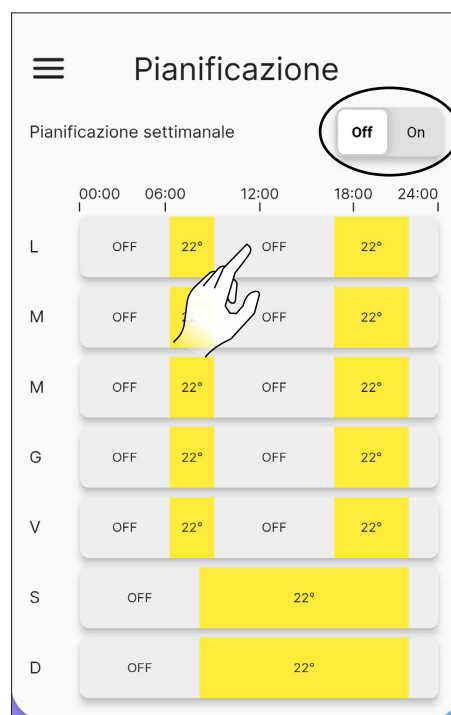 Pianificazione
Pianificazione settimanale Off On
00:00 06:00 12:00 18:00 24:00
L OFF 22° OFF 22°
M OFF OFF 22°
M OFF 22° OFF 22°
G OFF 22° OFF 22°
V OFF 22° OFF 22°
S OFF 22°
D OFF 22°